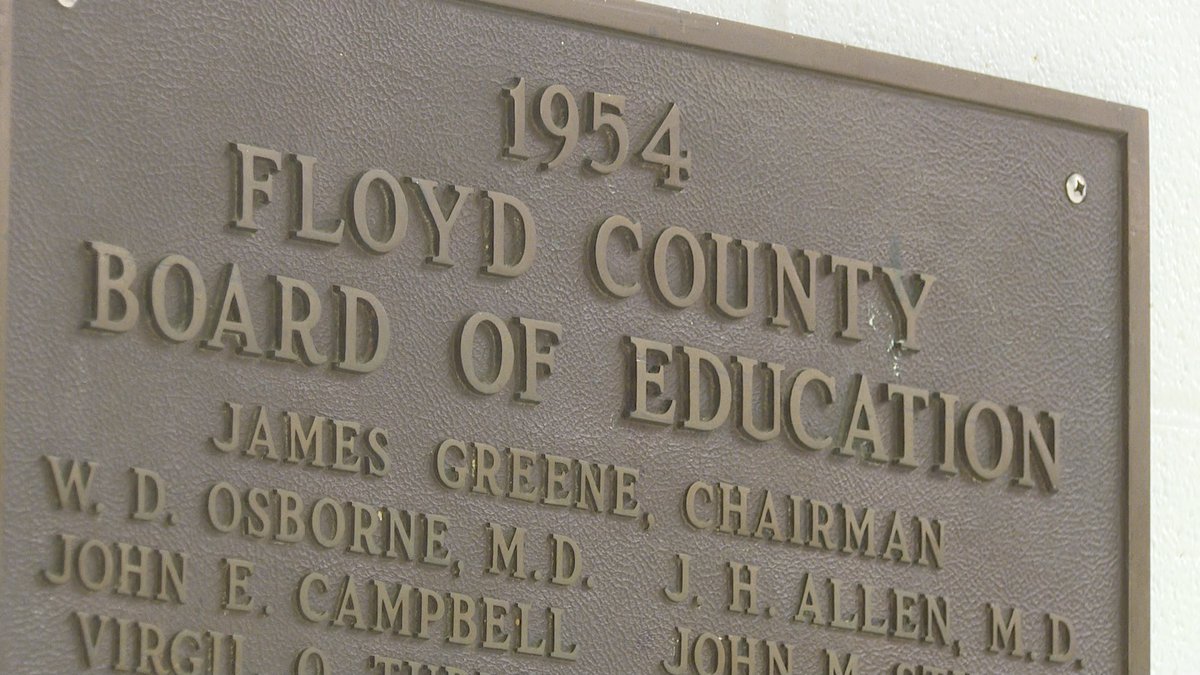 1954
FLOYD COUNTY
BOARD OF EDUCATION
JAMES GREENE, CHAIRMAN
W. D. OSBORNE, M.D. J. H. ALLEN, M.D.
JOHN E. CAMPBELL JOHN M.
VIRGIL O.